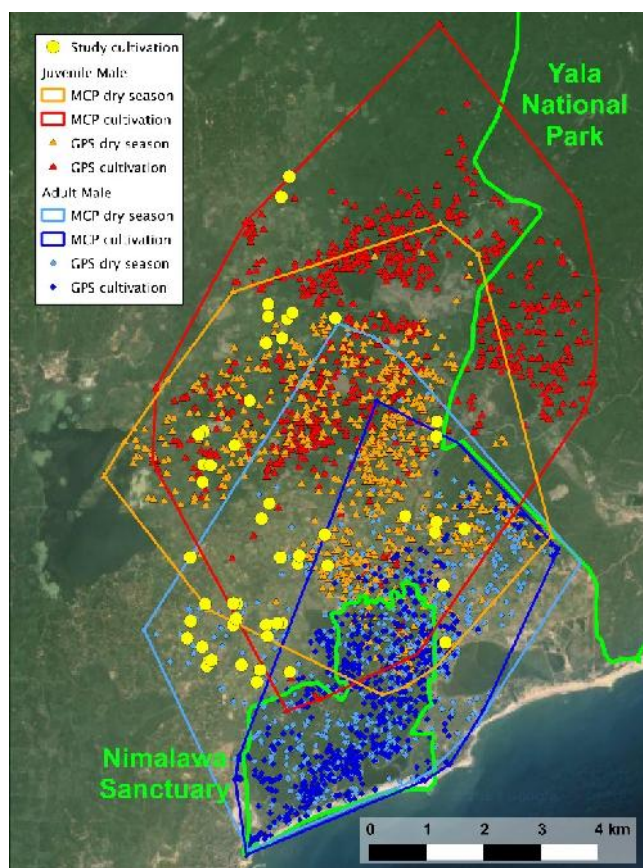 Study cultivation
Juvenile Male
MCP dry season
MCP cultivation
GPS dry season
GPS cultivation
Adult Male
MCP dry season
MCP cultivation
GPS dry season
GPS cultivation
Yala
National
Park
Nimalawa
Sanctuary
0 1 2 3 4 km